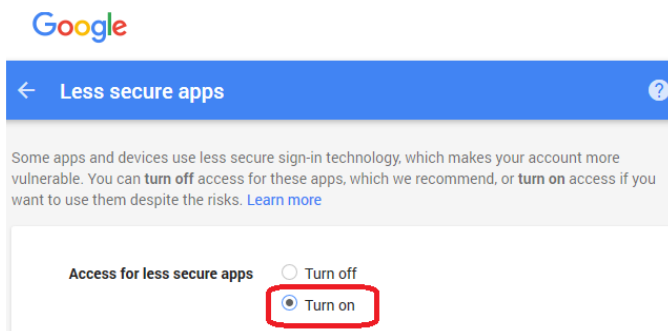 Google
Less secure apps
?
Some apps and devices use less secure sign-in technology, which makes your account more
vulnerable. You can turn off access for these apps, which we recommend, or turn on access if you
want to use them despite the risks. Learn more
Access for less secure apps
Turn off
Turn on